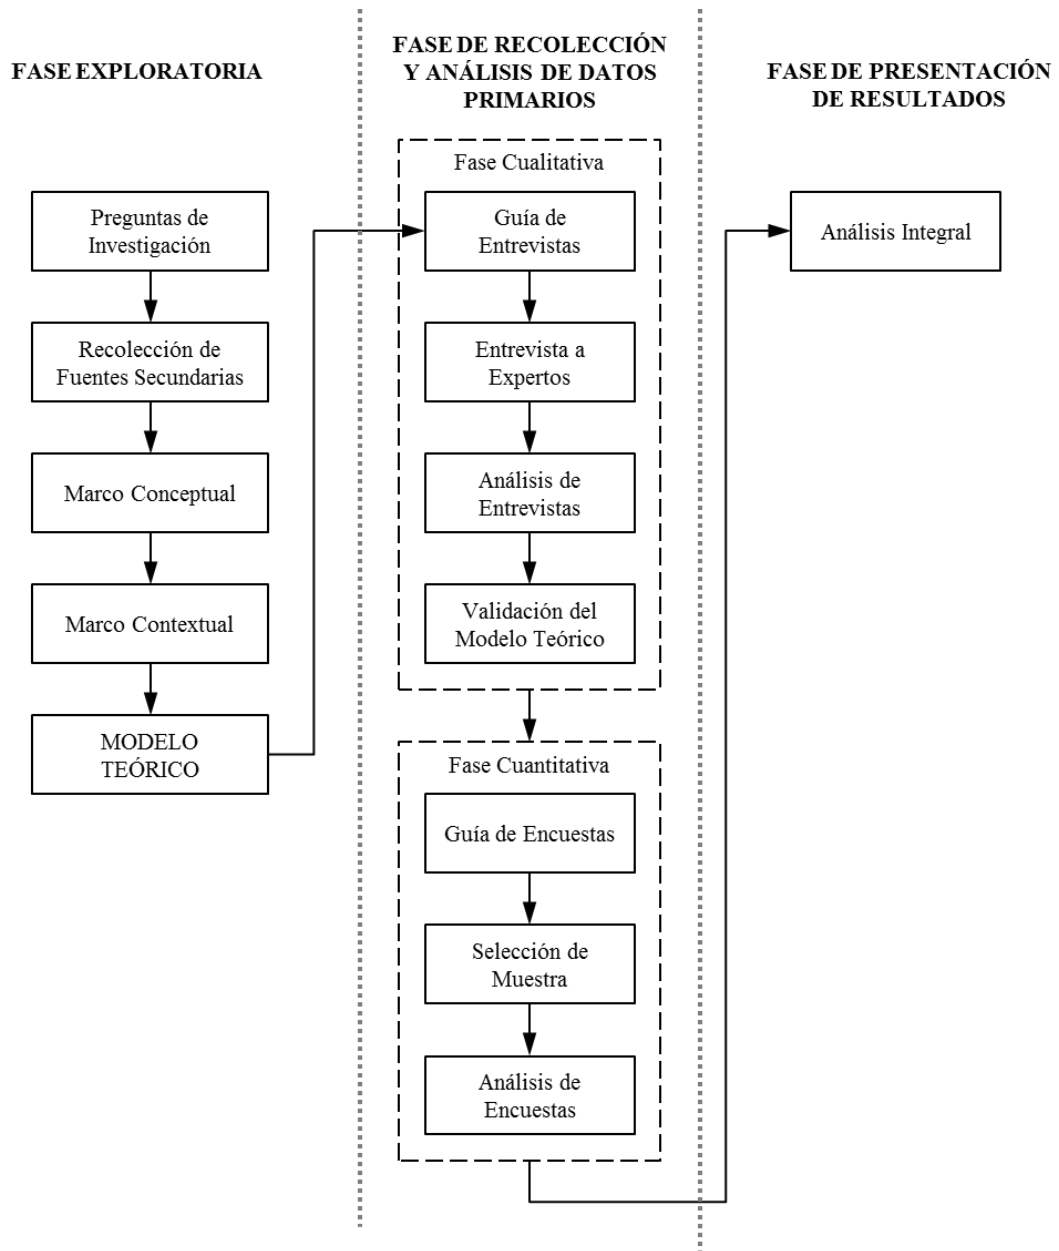 FASE EXPLORATORIA
Preguntas de
Investigación
Recolección de
Fuentes Secundarias
Marco Conceptual
Marco Contextual
MODELO
TEÓRICO
FASE DE RECOLECCIÓN
Y ANÁLISIS DE DATOS
PRIMARIOS
Fase Cualitativa
Guía de
Entrevistas
Entrevista a
Expertos
Análisis de
Entrevistas
Validación del
Modelo Teórico
Fase Cuantitativa
Guía de Encuestas
Selección de
Muestra
Análisis de
Encuestas
FASE DE PRESENTACIÓN
DE RESULTADOS
Análisis Integral